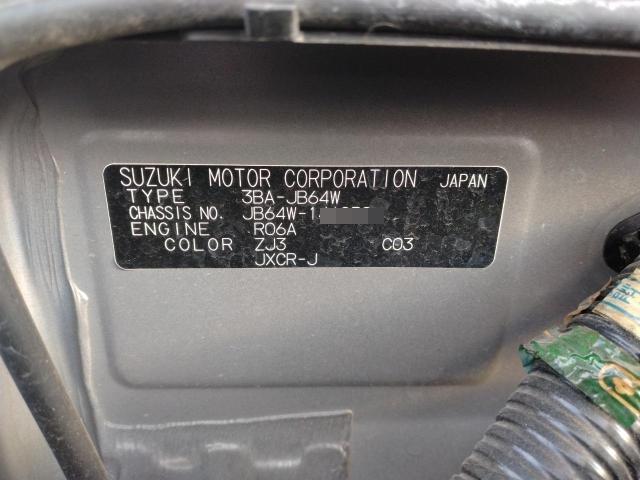 SUZUKI MOTOR CORPORATION JAPAN
TYPE 3BA-JB64W
CHASSIS NO. JB64W-1
ENGINE R06A
COLOR ZJ3 C03
JXCR-J